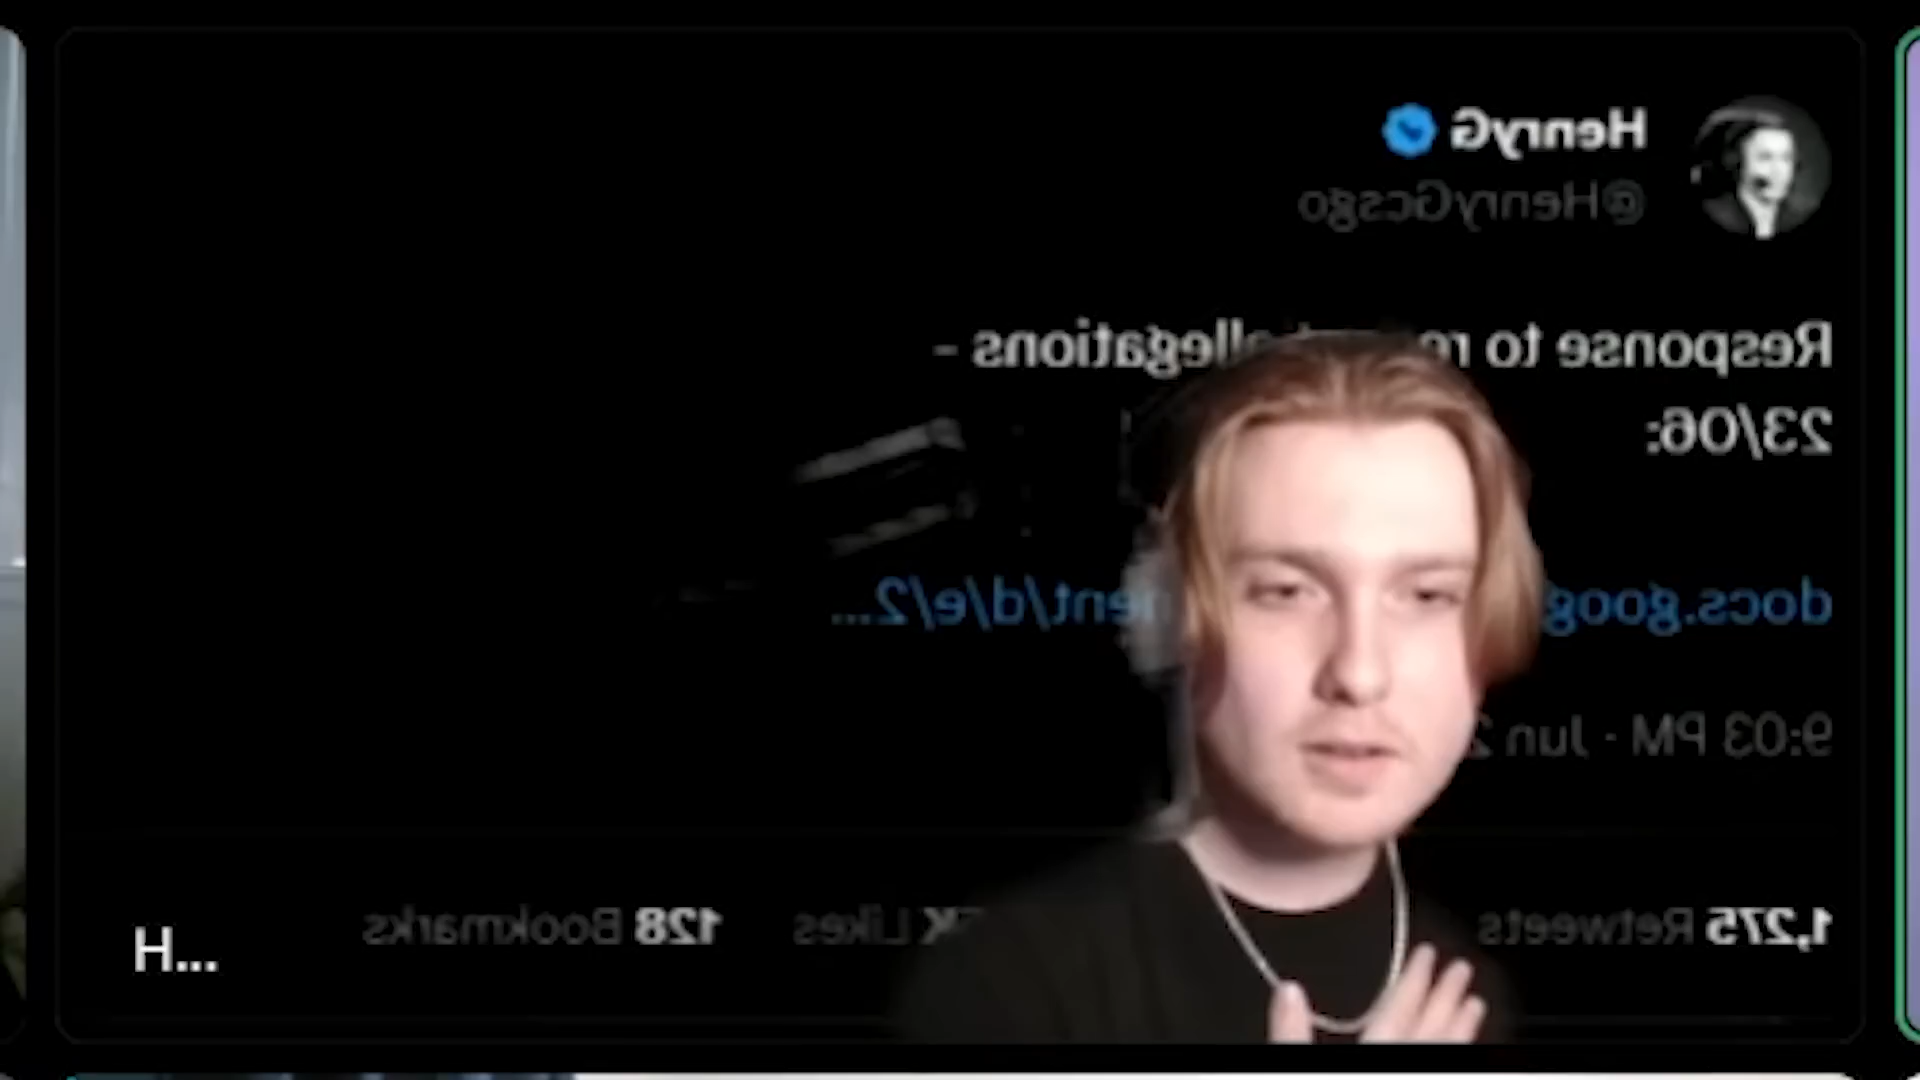 HenryG
@HenryGcsgo
Response to allegations -
23/06:
docs.goog ent/d/e/2...
9:03 PM · Jun
1,275 Retweets K Likes 128 Bookmarks
H...